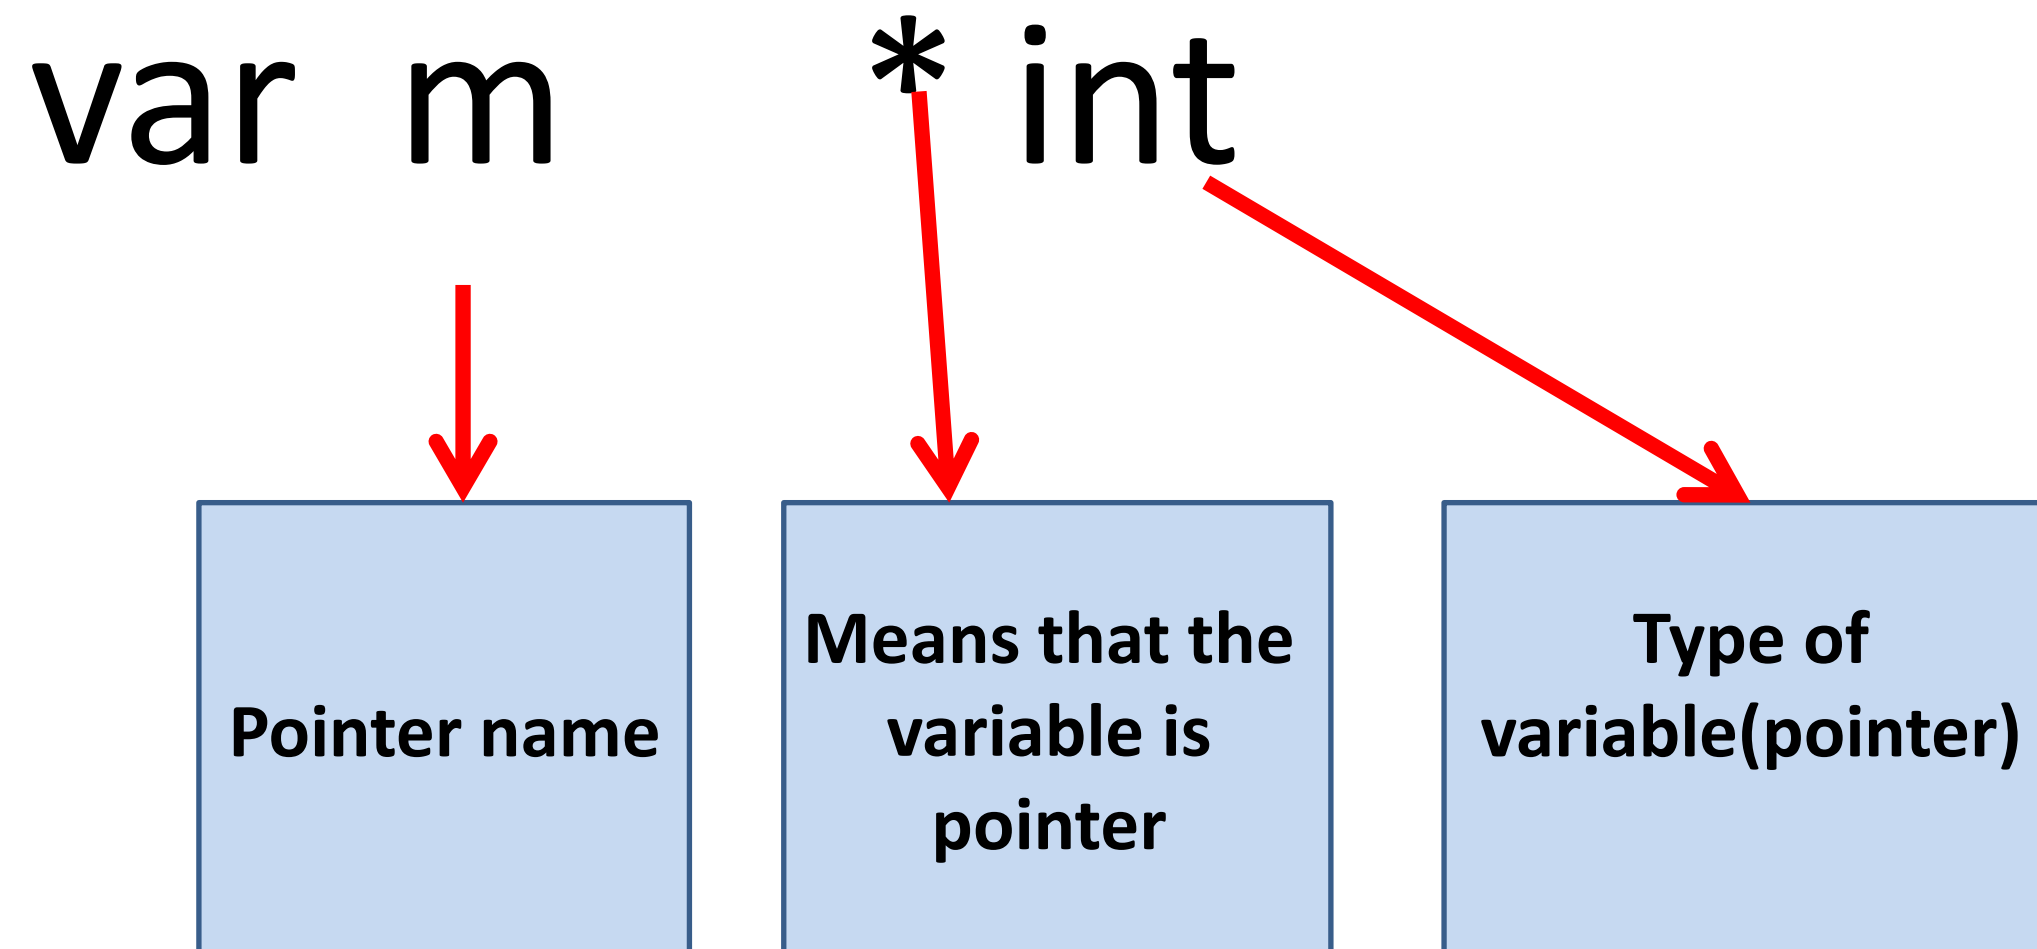 var m * int
Pointer name
Means that the
variable is
pointer
Type of
variable(pointer)